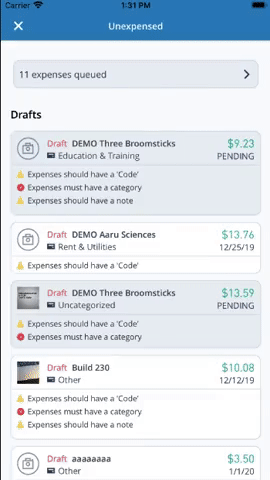 Carrier 1:31 PM
Unexpensed
11 expenses queued
Drafts
Draft DEMO Three Broomsticks $9.23
Education & Training PENDING
Expenses should have a 'Code'
Expenses must have a category
Expenses should have a note
Draft DEMO Aaru Sciences $13.76
Rent & Utilities 12/25/19
Expenses should have a 'Code'
Draft DEMO Three Broomsticks $13.59
Uncategorized PENDING
Expenses should have a 'Code'
Expenses must have a category
Draft Build 230 $10.08
Other 12/12/19
Expenses should have a 'Code'
Expenses must have a category
Expenses should have a note
Draft aaaaaaaa $3.50
Other 1/1/20